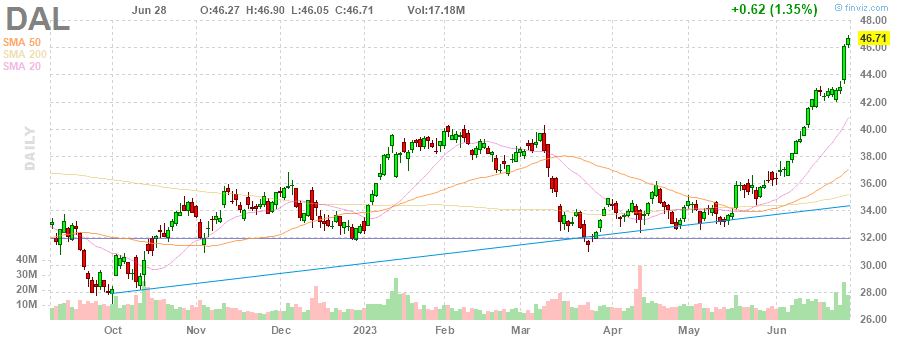 DAL Jun 28 O:46.27 H:46.90 L:46.05 C:46.71 Vol:17.18M +0.62 (1.35%) © finviz.com
SMA 50
SMA 200
SMA 20
DAILY
48.00
46.71
46.00
44.00
42.00
40.00
38.00
36.00
34.00
32.00
30.00
28.00
26.00
40M
30M
20M
10M
Oct Nov Dec 2023 Feb Mar Apr May Jun